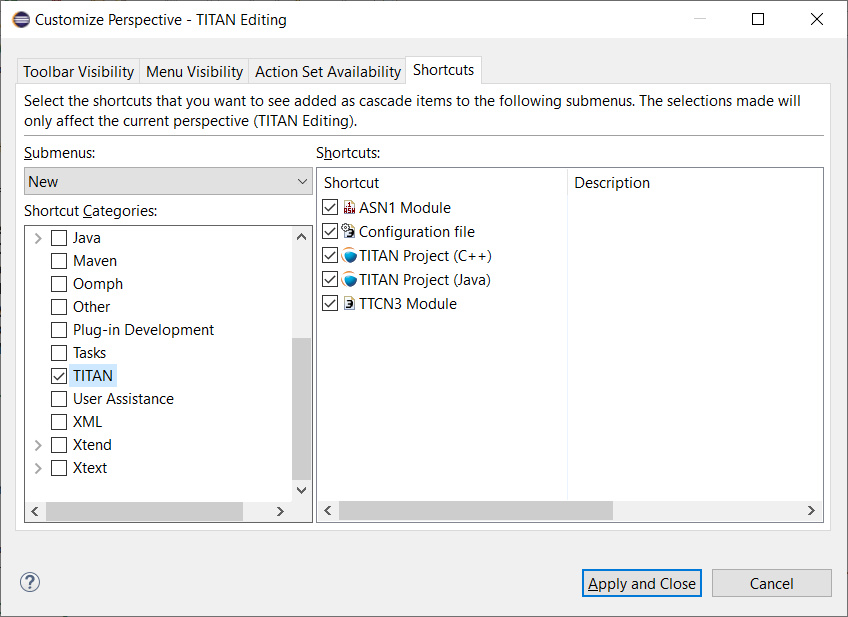 Customize Perspective - TITAN Editing
Toolbar Visibility Menu Visibility Action Set Availability Shortcuts
Select the shortcuts that you want to see added as cascade items to the following submenus. The selections made will
only affect the current perspective (TITAN Editing).
Submenus:
New
Shortcut Categories:
Java
Maven
Oomph
Other
Plug-in Development
Tasks
TITAN
User Assistance
XML
Xtend
Xtext
Shortcuts:
Shortcut Description
ASN1 Module
Configuration file
TITAN Project (C++)
TITAN Project (Java)
TTCN3 Module
?
Apply and Close Cancel